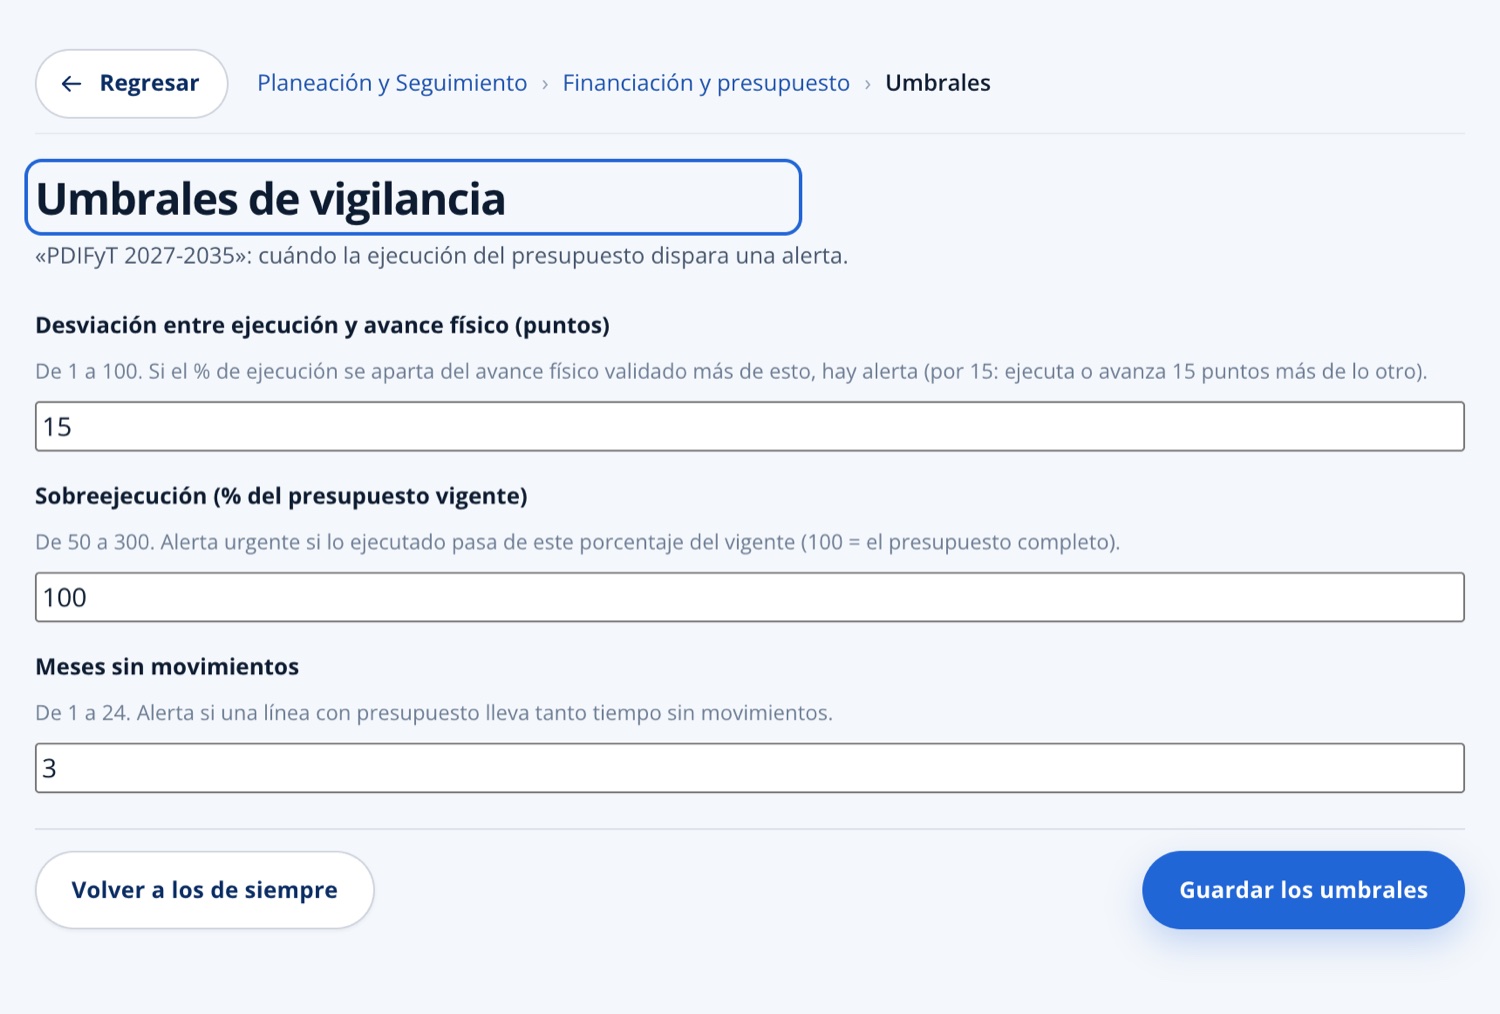 ← Regresar
Planeación y Seguimiento › Financiación y presupuesto › Umbrales
Umbrales de vigilancia
«PDIFyT 2027-2035»: cuándo la ejecución del presupuesto dispara una alerta.
Desviación entre ejecución y avance físico (puntos)
De 1 a 100. Si el % de ejecución se aparta del avance físico validado más de esto, hay alerta (por 15: ejecuta o avanza 15 puntos más de lo otro).
15
Sobreejecución (% del presupuesto vigente)
De 50 a 300. Alerta urgente si lo ejecutado pasa de este porcentaje del vigente (100 = el presupuesto completo).
100
Meses sin movimientos
De 1 a 24. Alerta si una línea con presupuesto lleva tanto tiempo sin movimientos.
3
Volver a los de siempre
Guardar los umbrales